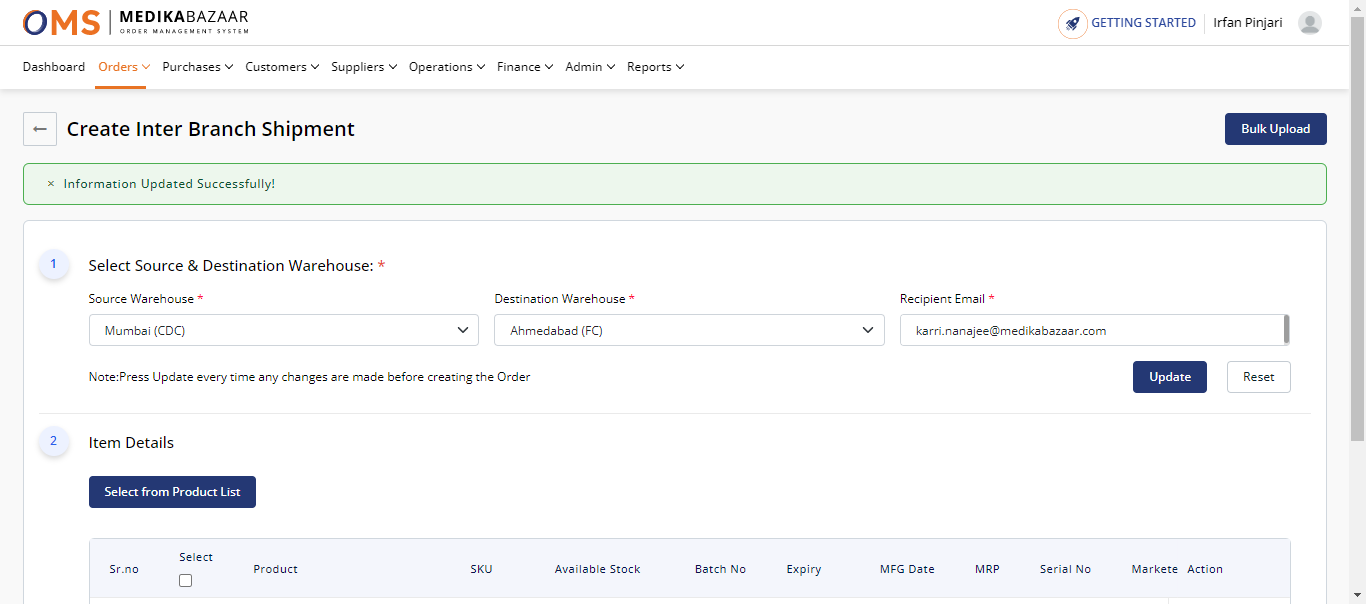 OMS MEDIKABAZAAR
ORDER MANAGEMENT SYSTEM
GETTING STARTED Irfan Pinjari
Dashboard Orders Purchases Customers Suppliers Operations Finance Admin Reports
← Create Inter Branch Shipment Bulk Upload
× Information Updated Successfully!
1 Select Source & Destination Warehouse: *
Source Warehouse * Destination Warehouse * Recipient Email *
Mumbai (CDC) Ahmedabad (FC) karri.nanajee@medikabazaar.com
Note:Press Update every time any changes are made before creating the Order Update Reset
2 Item Details
Select from Product List
Sr.no Select Product SKU Available Stock Batch No Expiry MFG Date MRP Serial No Markete Action